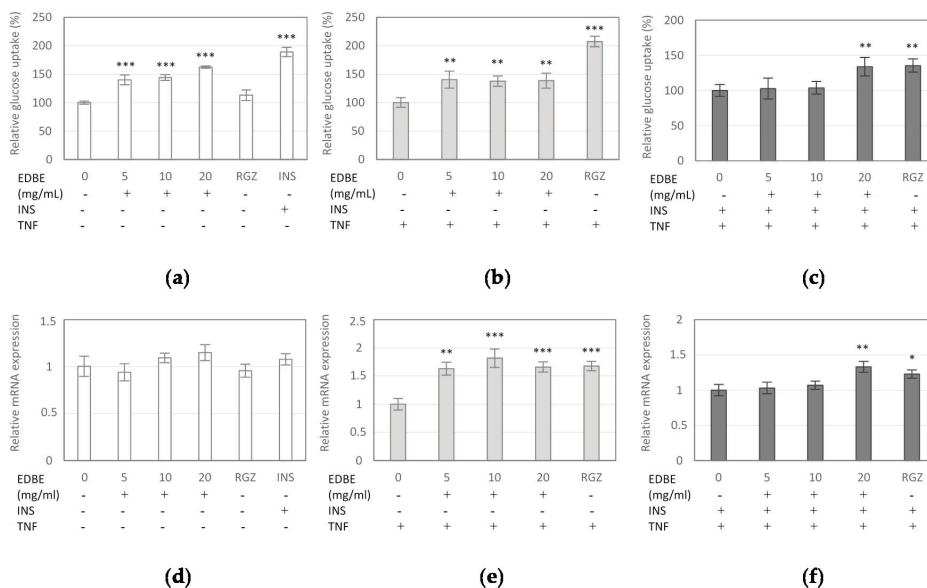 Relative glucose uptake (%)
250
200
150
100
50
0
*** *** *** ***
EDBE 0 5 10 20 RGZ INS
(mg/mL) - + + + - -
INS - - - - - +
TNF - - - - - -
(a)
Relative glucose uptake (%)
250
200
150
100
50
0
** ** ** ***
EDBE 0 5 10 20 RGZ
(mg/mL) - + + + -
INS - - - - -
TNF + + + + +
(b)
Relative glucose uptake (%)
200
150
100
50
0
** **
EDBE 0 5 10 20 RGZ
(mg/mL) - + + + -
INS + + + + +
TNF + + + + +
(c)
Relative mRNA expression
1.5
1
0.5
0
EDBE 0 5 10 20 RGZ INS
(mg/ml) - + + + - -
INS - - - - - +
TNF - - - - - -
(d)
Relative mRNA expression
2.5
2
1.5
1
0.5
0
** *** *** ***
EDBE 0 5 10 20 RGZ
(mg/ml) - + + + -
INS - - - - -
TNF + + + + +
(e)
Relative mRNA expression
2
1.5
1
0.5
0
** *
EDBE 0 5 10 20 RGZ
(mg/ml) - + + + -
INS + + + + +
TNF + + + + +
(f)